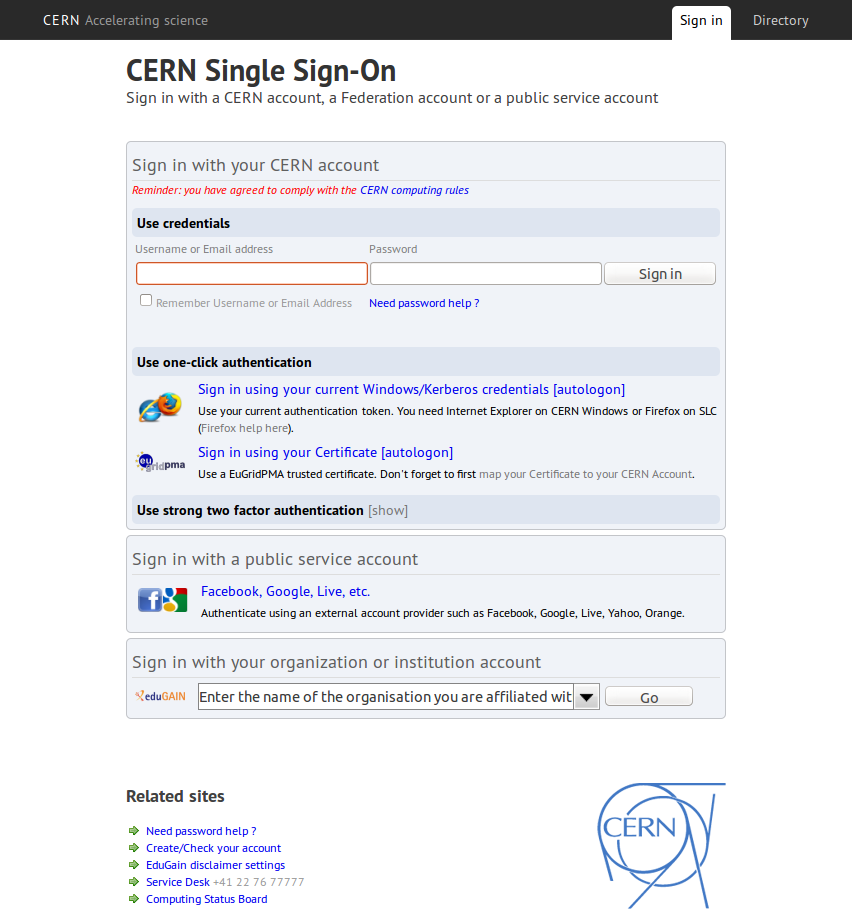 CERN Accelerating science
Sign in
Directory
CERN Single Sign-On
Sign in with a CERN account, a Federation account or a public service account
Sign in with your CERN account
Reminder: you have agreed to comply with the CERN computing rules
Use credentials
Username or Email address
Password
Sign in
Remember Username or Email Address
Need password help ?
Use one-click authentication
Sign in using your current Windows/Kerberos credentials [autologon]
Use your current authentication token. You need Internet Explorer on CERN Windows or Firefox on SLC
(Firefox help here).
eugridpma
Sign in using your Certificate [autologon]
Use a EuGridPMA trusted certificate. Don't forget to first map your Certificate to your CERN Account.
Use strong two factor authentication [show]
Sign in with a public service account
Facebook, Google, Live, etc.
Authenticate using an external account provider such as Facebook, Google, Live, Yahoo, Orange.
Sign in with your organization or institution account
eduGAIN
Enter the name of the organisation you are affiliated wit
Go
Related sites
Need password help ?
Create/Check your account
EduGain disclaimer settings
Service Desk +41 22 76 77777
Computing Status Board
CERN